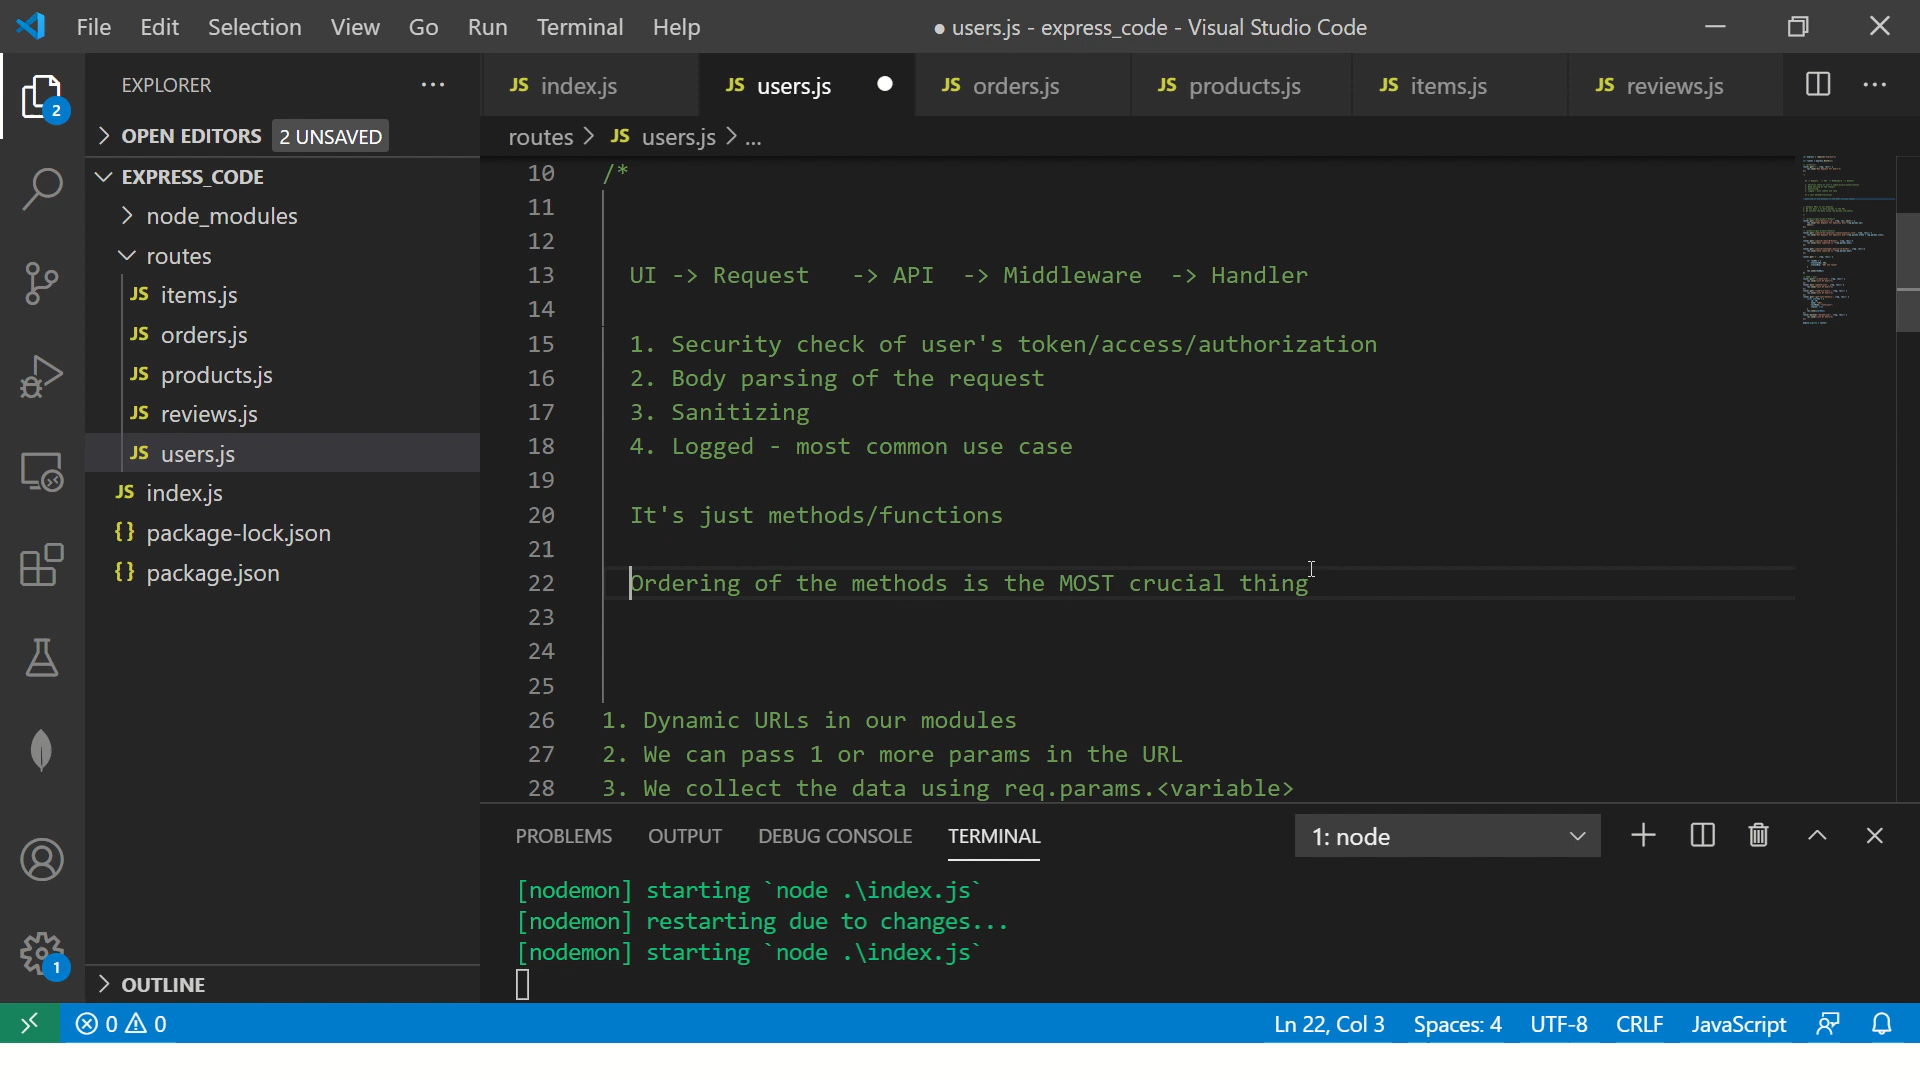 File Edit Selection View Go Run Terminal Help ● users.js - express_code - Visual Studio Code
EXPLORER ...
JS index.js JS users.js ● JS orders.js JS products.js JS items.js JS reviews.js ...
2
> OPEN EDITORS 2 UNSAVED
routes > JS users.js > ...
EXPRESS_CODE
> node_modules
routes
JS items.js
JS orders.js
JS products.js
JS reviews.js
JS users.js
JS index.js
{} package-lock.json
{} package.json
> OUTLINE
1
10 /*
11
12
13 UI -> Request -> API -> Middleware -> Handler
14
15 1. Security check of user's token/access/authorization
16 2. Body parsing of the request
17 3. Sanitizing
18 4. Logged - most common use case
19
20 It's just methods/functions
21
22 Ordering of the methods is the MOST crucial thing
23
24
25
26 1. Dynamic URLs in our modules
27 2. We can pass 1 or more params in the URL
28 3. We collect the data using req.params.<variable>
PROBLEMS OUTPUT DEBUG CONSOLE TERMINAL 1: node
[nodemon] starting `node .\index.js`
[nodemon] restarting due to changes...
[nodemon] starting `node .\index.js`
0 0 Ln 22, Col 3 Spaces: 4 UTF-8 CRLF JavaScript